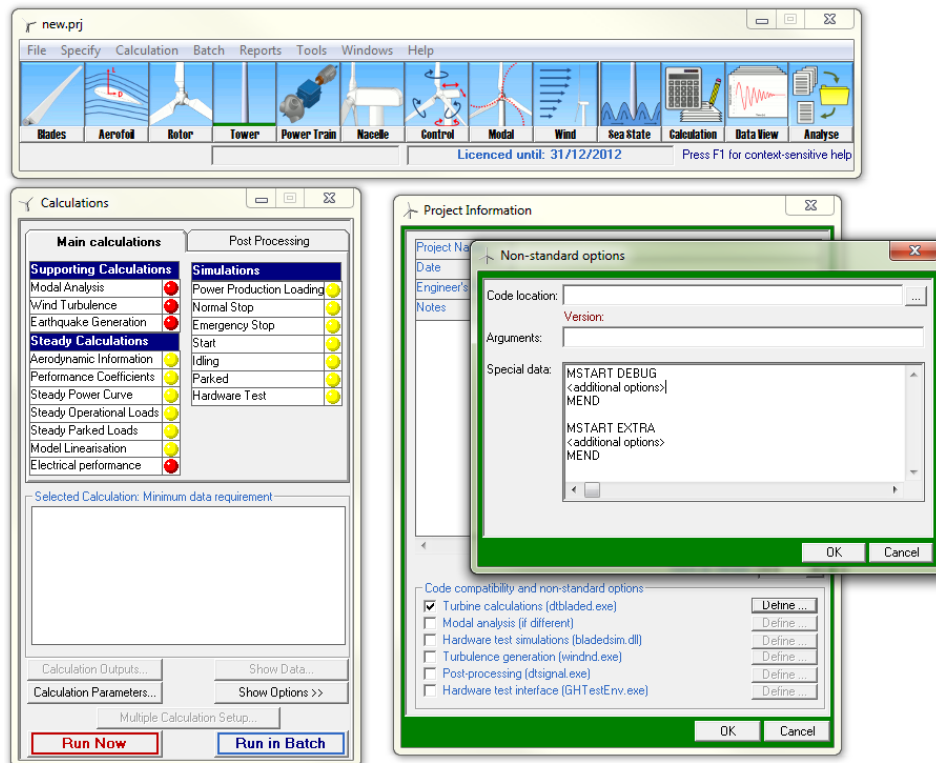 new.prj
File Specify Calculation Batch Reports Tools Windows Help
Blades Aerofoil Rotor Tower Power Train Nacelle Control Modal Wind Sea State Calculation Data View Analyse
Licenced until: 31/12/2012 Press F1 for context-sensitive help
Calculations
Main calculations Post Processing
Supporting Calculations
Modal Analysis
Wind Turbulence
Earthquake Generation
Steady Calculations
Aerodynamic Information
Performance Coefficients
Steady Power Curve
Steady Operational Loads
Steady Parked Loads
Model Linearisation
Electrical performance
Simulations
Power Production Loading
Normal Stop
Emergency Stop
Start
Idling
Parked
Hardware Test
Selected Calculation: Minimum data requirement
Calculation Outputs... Show Data...
Calculation Parameters... Show Options >>
Multiple Calculation Setup...
Run Now Run in Batch
Project Information
Project Na
Date
Engineer's
Notes
Non-standard options
Code location: ...
Version:
Arguments:
Special data:
MSTART DEBUG
<additional options>
MEND
MSTART EXTRA
<additional options>
MEND
OK Cancel
Code compatibility and non-standard options
Turbine calculations (dtbladed.exe) Define ...
Modal analysis (if different) Define ...
Hardware test simulations (bladedsim.dll) Define ...
Turbulence generation (windnd.exe) Define ...
Post-processing (dtsignal.exe) Define ...
Hardware test interface (GHTestEnv.exe) Define ...
OK Cancel